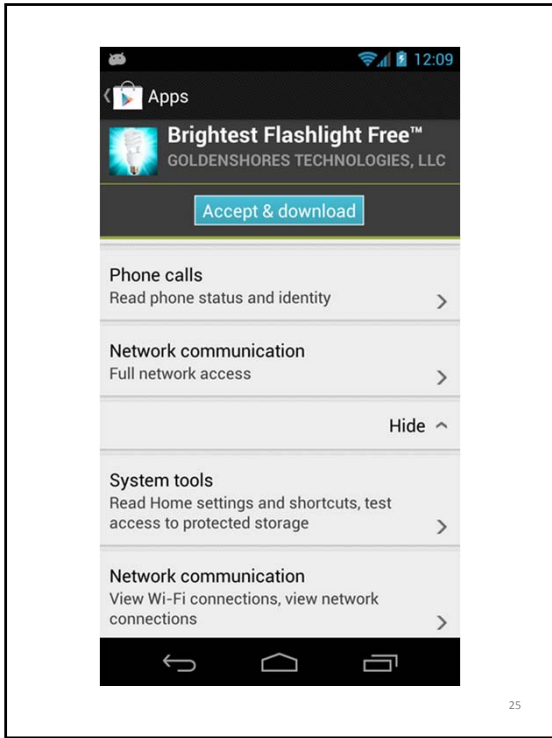 12:09
Apps
Brightest Flashlight Free™
GOLDENSHORES TECHNOLOGIES, LLC
Accept & download
Phone calls
Read phone status and identity
Network communication
Full network access
Hide
System tools
Read Home settings and shortcuts, test
access to protected storage
Network communication
View Wi-Fi connections, view network
connections
25